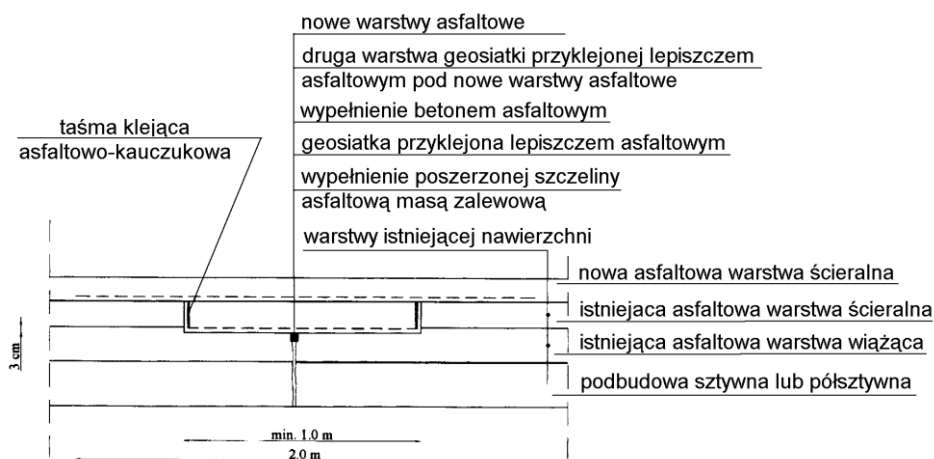 nowe warstwy asfaltowe
druga warstwa geosiatki przyklejonej lepiszczem
asfaltowym pod nowe warstwy asfaltowe
wypełnienie betonem asfaltowym
geosiatka przyklejona lepiszczem asfaltowym
wypełnienie poszerzonej szczeliny
asfaltową masą zalewową
warstwy istniejącej nawierzchni
taśma klejąca
asfaltowo-kauczukowa
nowa asfaltowa warstwa ścieralna
istniejaca asfaltowa warstwa ścieralna
istniejąca asfaltowa warstwa wiążąca
podbudowa sztywna lub półsztywna
3 cm
min. 1.0 m
2.0 m